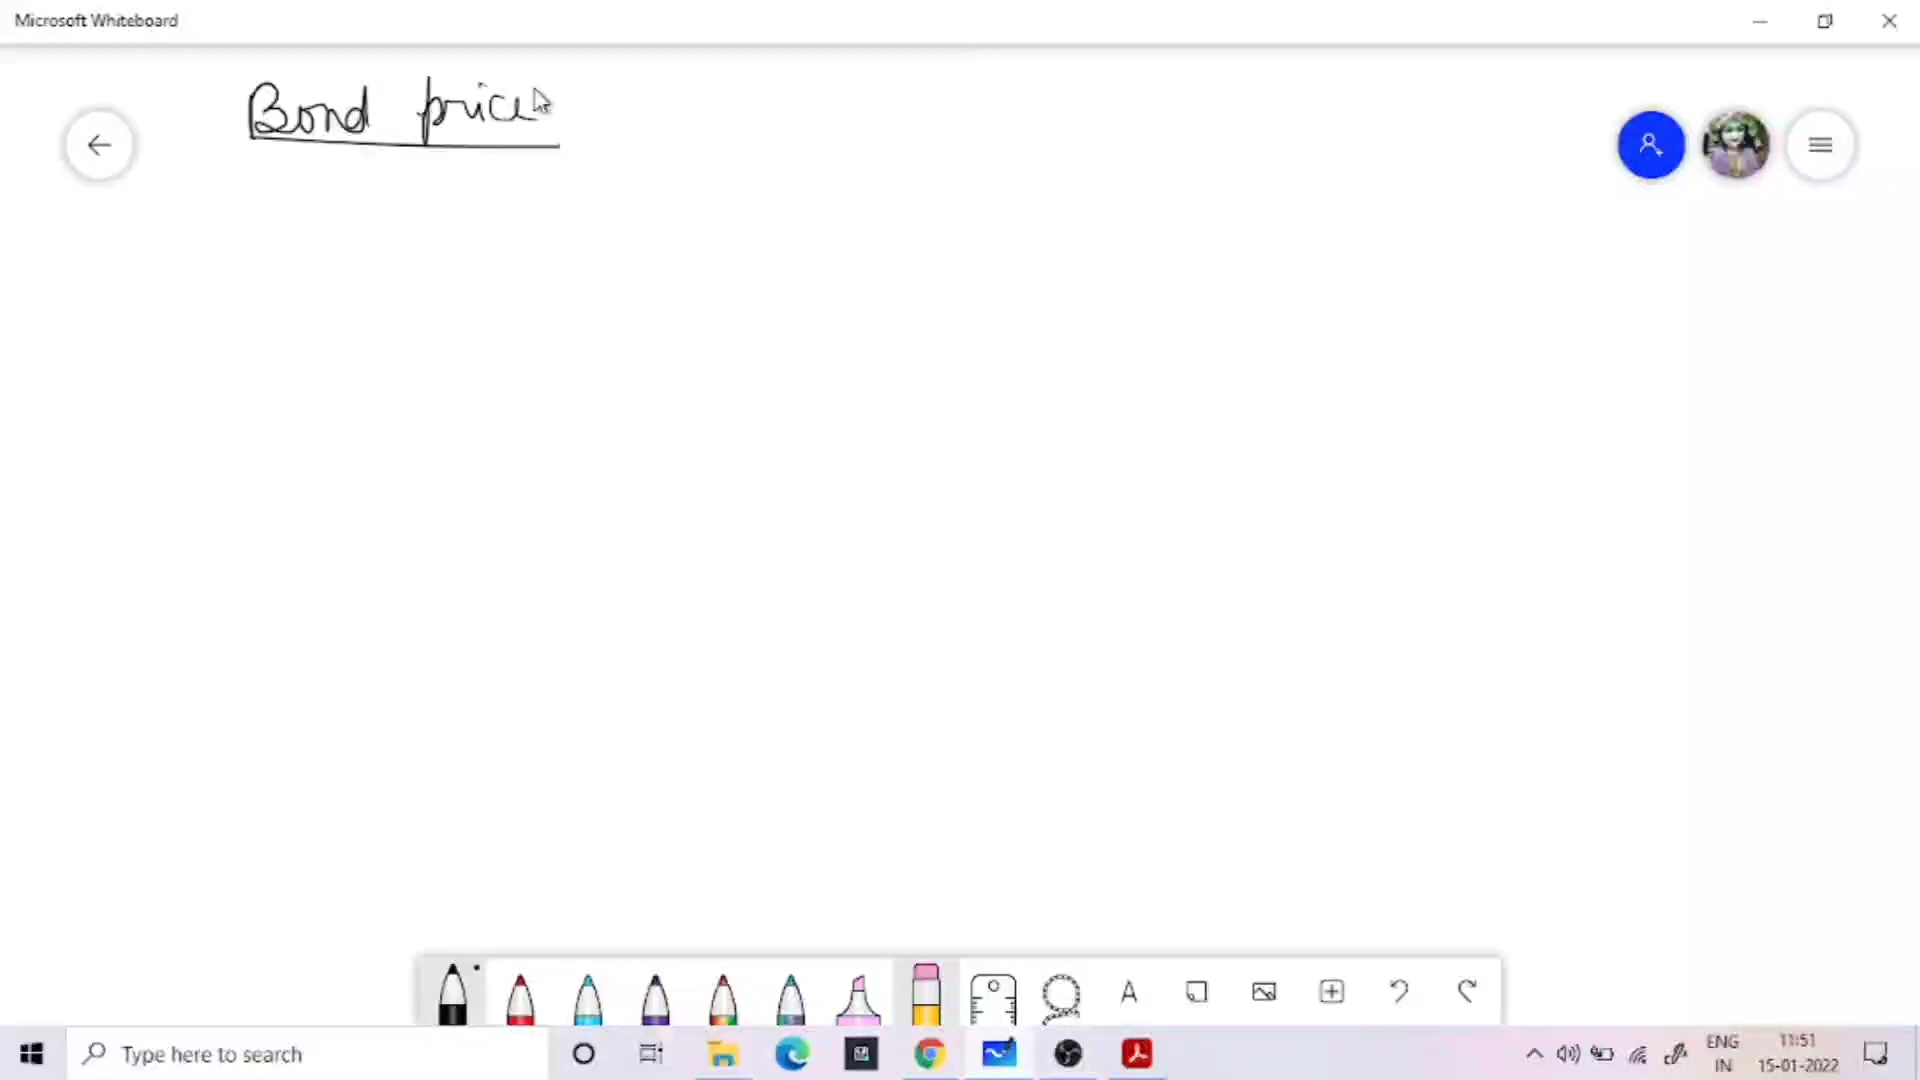 Microsoft Whiteboard
Bond price
A
Type here to search
ENG
IN
11:51
15-01-2022